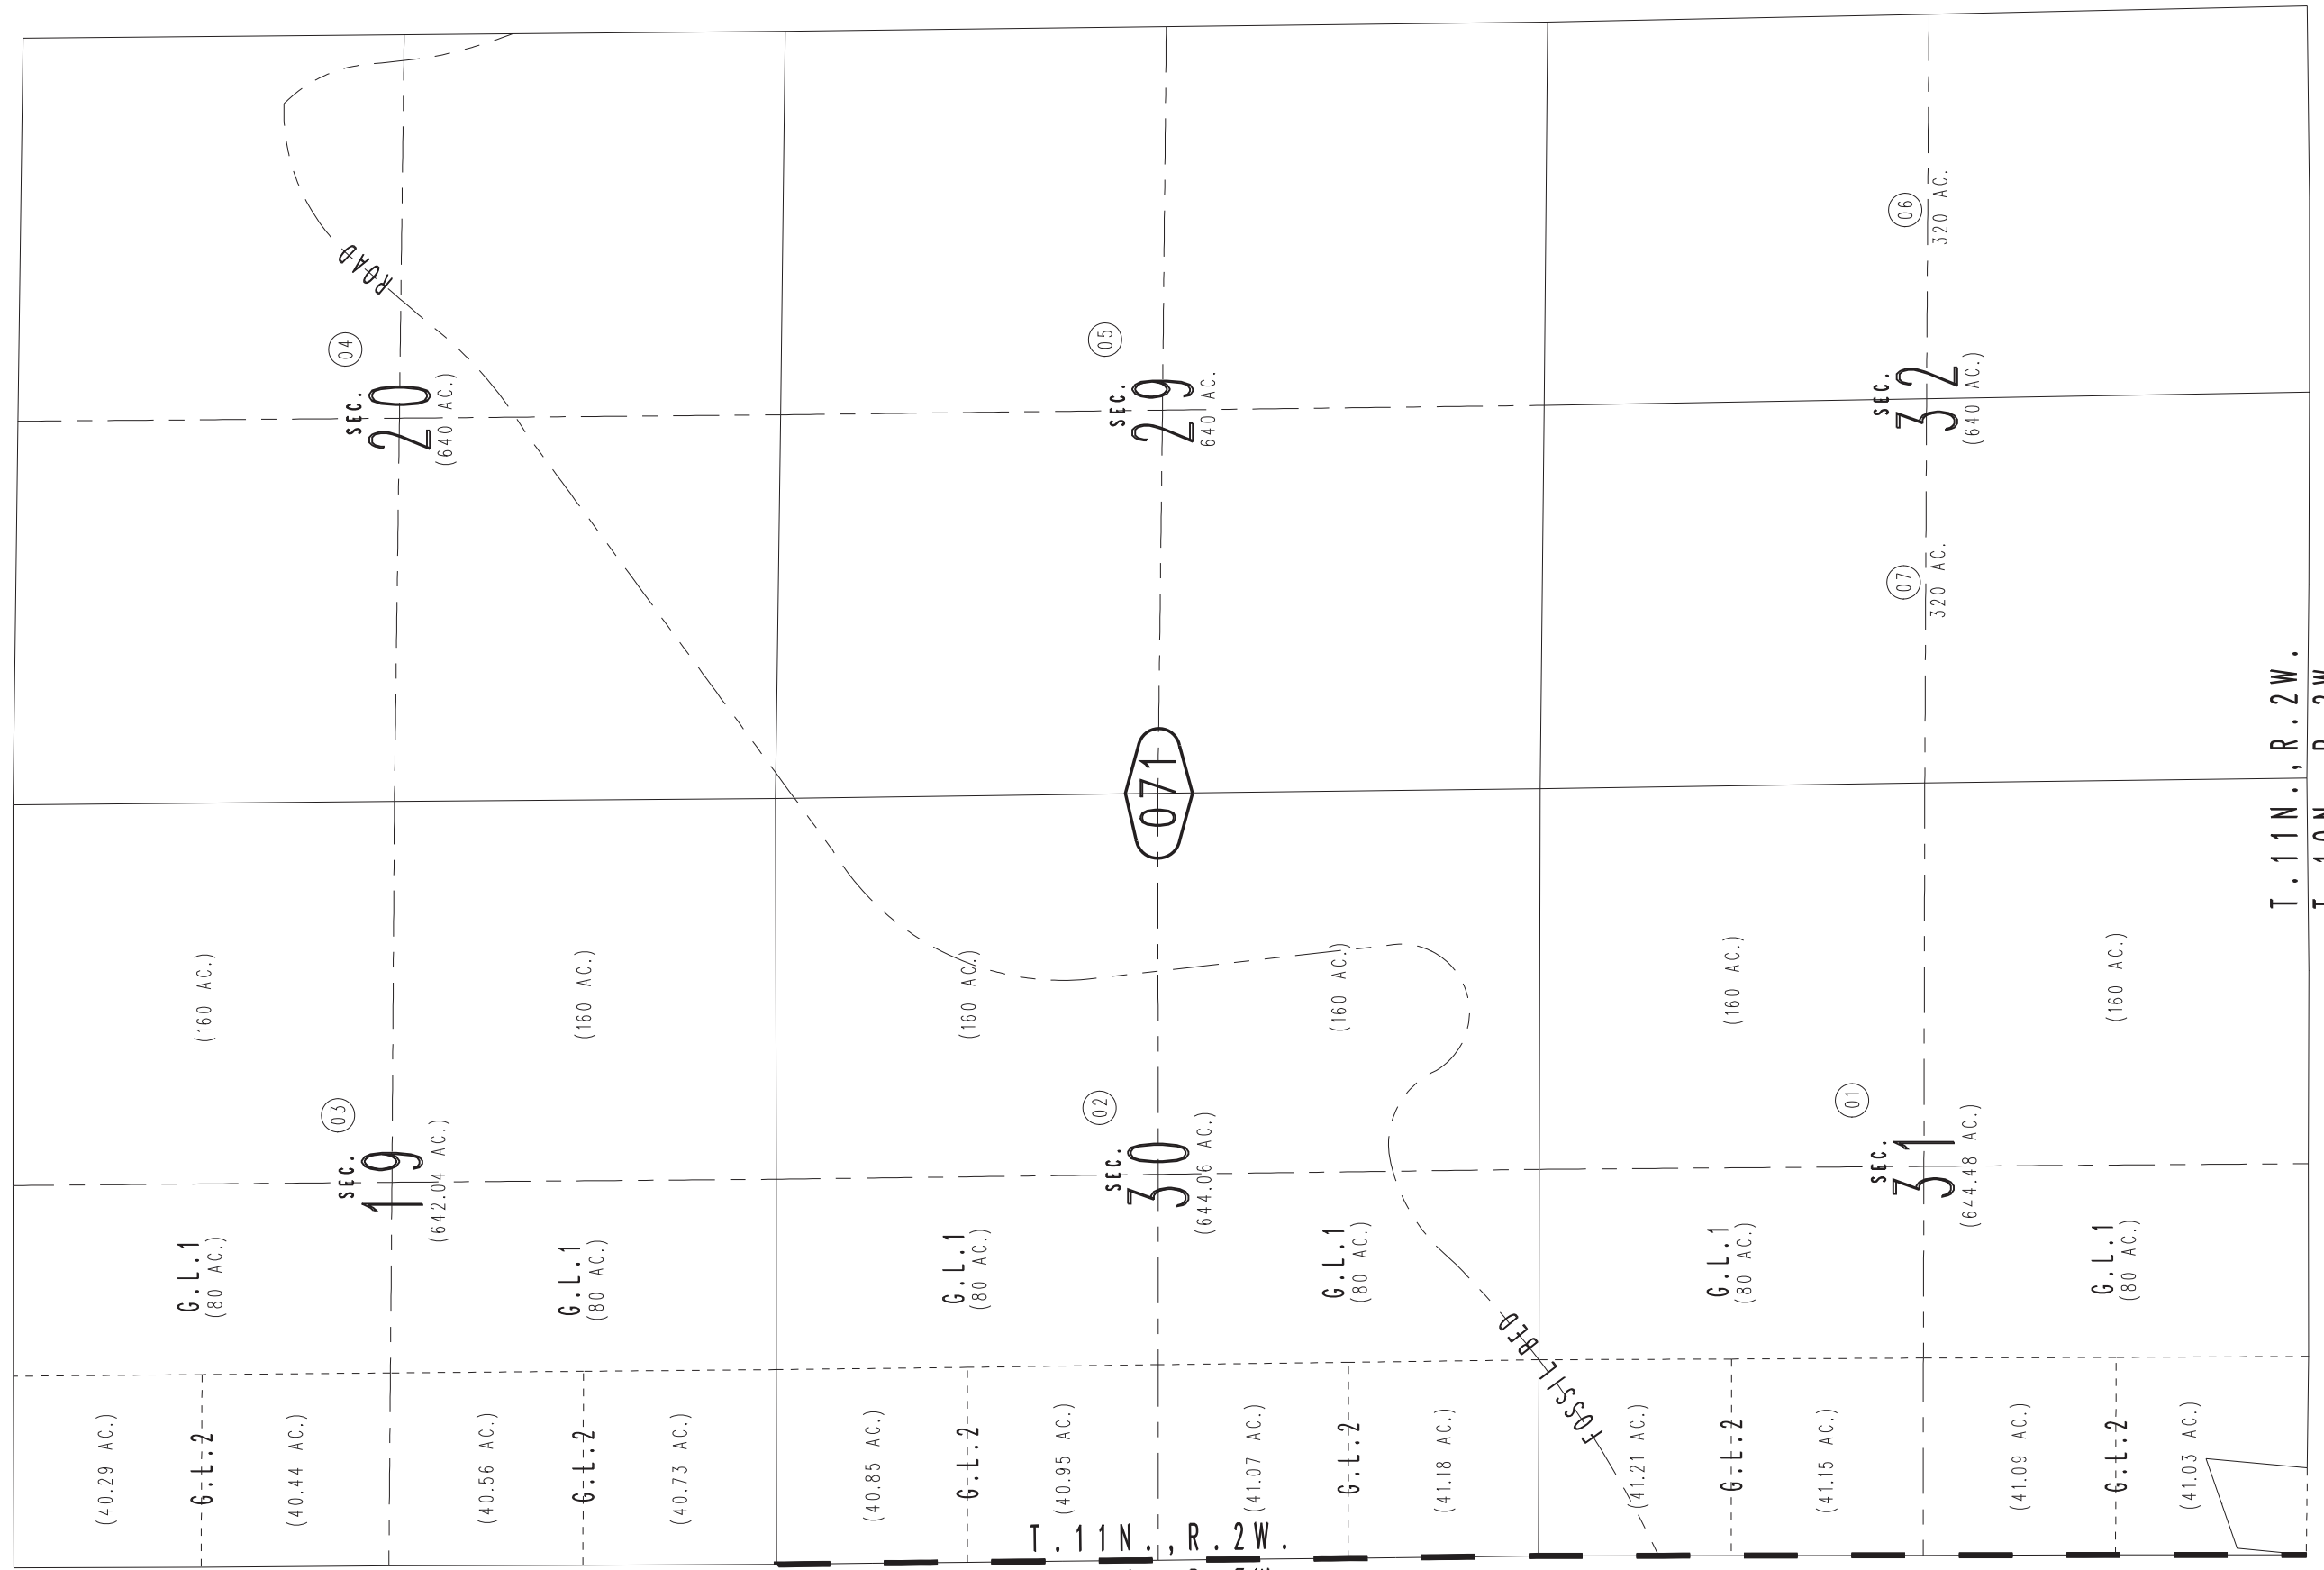 ROAD
04
SEC.
20
(640 AC.)
05
SEC.
29
640 AC.
06
320 AC.
SEC.
32
(640 AC.)
07
320 AC.
071
T.11N.,R.2W.
(160 AC.)
(160 AC.)
(160 AC.)
(160 AC.)
(160 AC.)
(160 AC.)
03
SEC.
19
(642.04 AC.)
02
SEC.
30
(644.06 AC.)
01
SEC.
31
(644.48 AC.)
G.L.1
(80 AC.)
G.L.1
(80 AC.)
G.L.1
(80 AC.)
G.L.1
(80 AC.)
G.L.1
(80 AC.)
G.L.1
(80 AC.)
FOSSIL BED
(40.29 AC.)
G.L.2
(40.44 AC.)
(40.56 AC.)
G.L.2
(40.73 AC.)
(40.85 AC.)
G.L.2
(40.95 AC.)
(41.07 AC.)
G.L.2
(41.18 AC.)
(41.21 AC.)
G.L.2
(41.15 AC.)
(41.09 AC.)
G.L.2
(41.03 AC.)
T.11N.,R.2W.